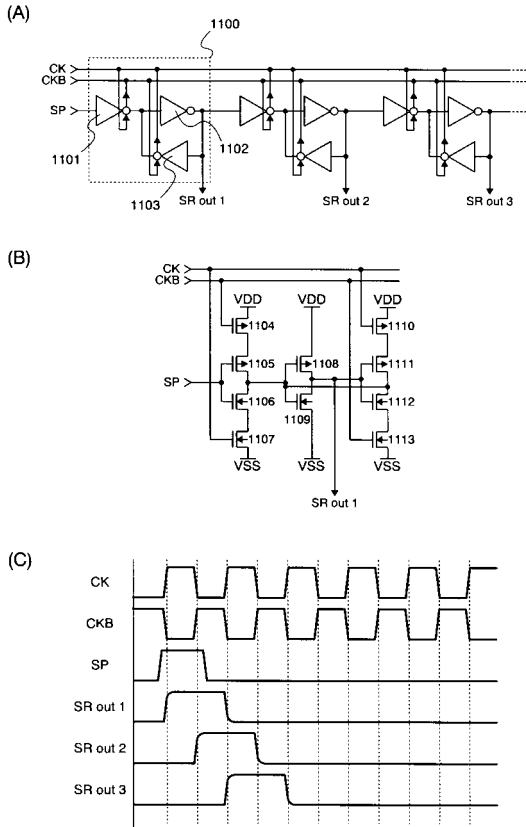 (A)
1100
CK
CKB
SP
1101
1102
1103
SR out 1
SR out 2
SR out 3
(B)
CK
CKB
VDD
VDD
VDD
1104
1110
1105
1108
1111
SP
1106
1109
1112
1107
1113
VSS
VSS
VSS
SR out 1
(C)
CK
CKB
SP
SR out 1
SR out 2
SR out 3